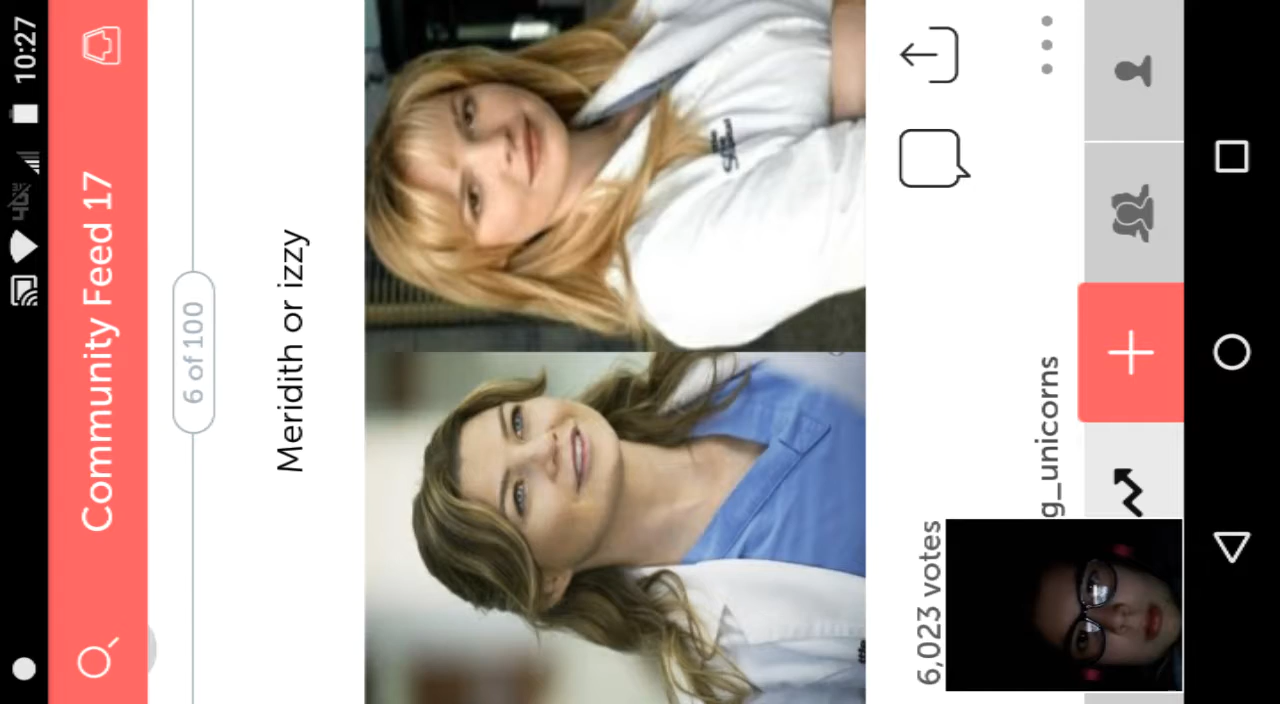 10:27
Community Feed 17
6 of 100
Meridith or izzy
6,023 votes
g_unicorns